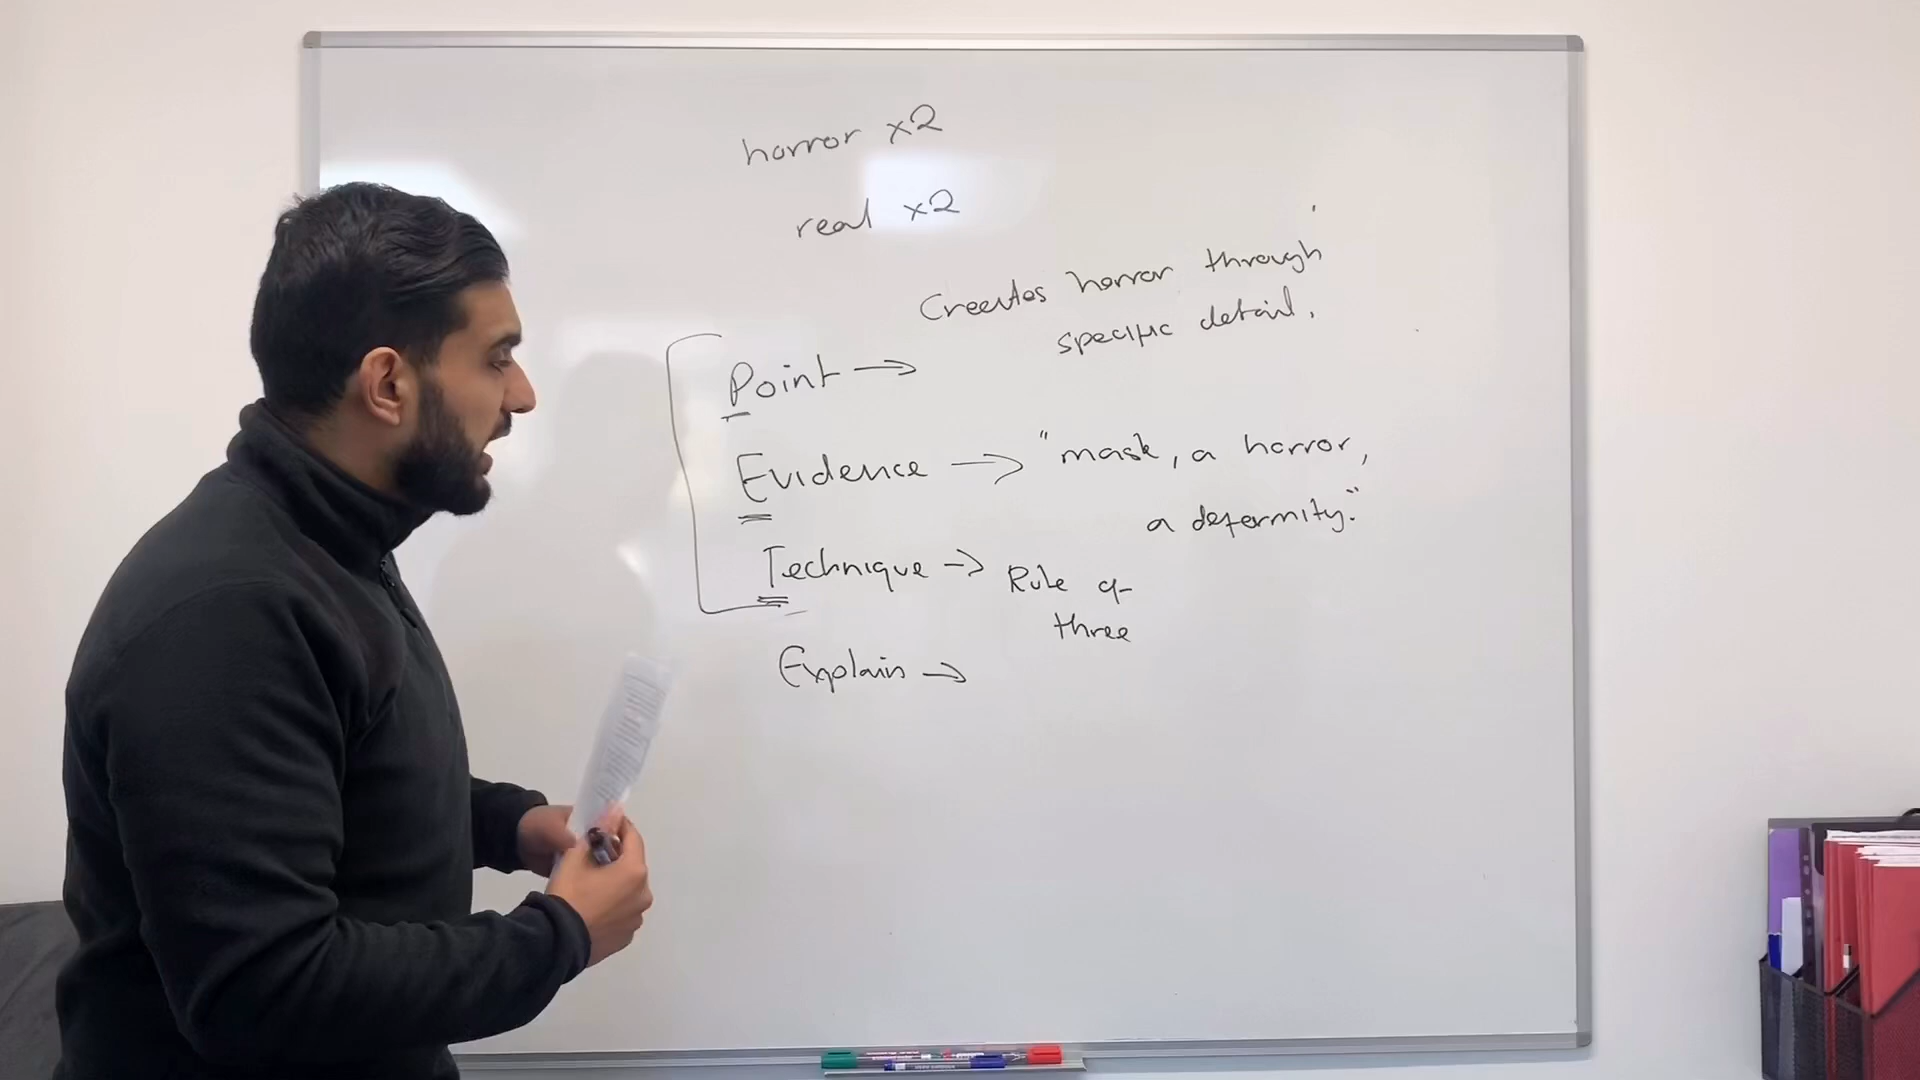 horror x2
real x2
Creates horror through
specific detail.
Point →
Evidence → "mask, a horror,
a deformity."
Technique → Rule of
three
Explain →